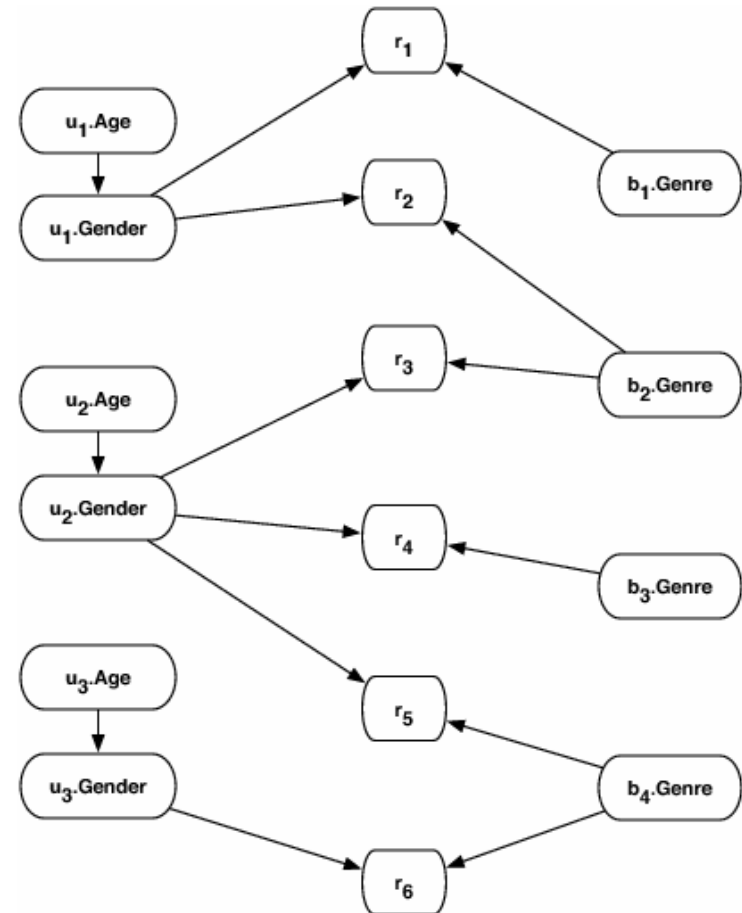 r1
u1.Age
b1.Genre
u1.Gender
r2
r3
u2.Age
b2.Genre
u2.Gender
r4
b3.Genre
u3.Age
r5
u3.Gender
b4.Genre
r6